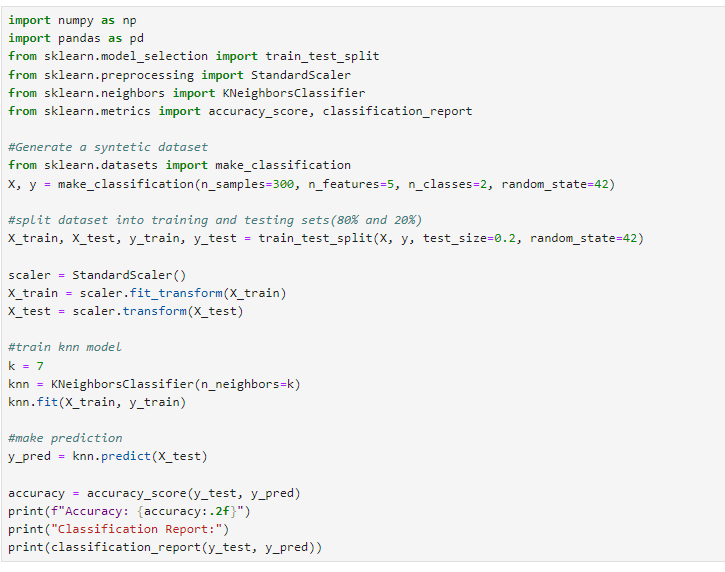 import numpy as np
import pandas as pd
from sklearn.model_selection import train_test_split
from sklearn.preprocessing import StandardScaler
from sklearn.neighbors import KNeighborsClassifier
from sklearn.metrics import accuracy_score, classification_report

#Generate a syntetic dataset
from sklearn.datasets import make_classification
X, y = make_classification(n_samples=300, n_features=5, n_classes=2, random_state=42)

#split dataset into training and testing sets(80% and 20%)
X_train, X_test, y_train, y_test = train_test_split(X, y, test_size=0.2, random_state=42)

scaler = StandardScaler()
X_train = scaler.fit_transform(X_train)
X_test = scaler.transform(X_test)

#train knn model
k = 7
knn = KNeighborsClassifier(n_neighbors=k)
knn.fit(X_train, y_train)

#make prediction
y_pred = knn.predict(X_test)

accuracy = accuracy_score(y_test, y_pred)
print(f"Accuracy: {accuracy:.2f}")
print("Classification Report:")
print(classification_report(y_test, y_pred))